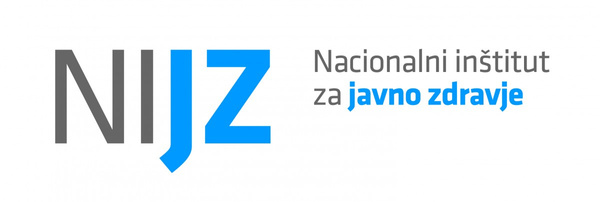 NIJZ
Nacionalni inštitut
za javno zdravje